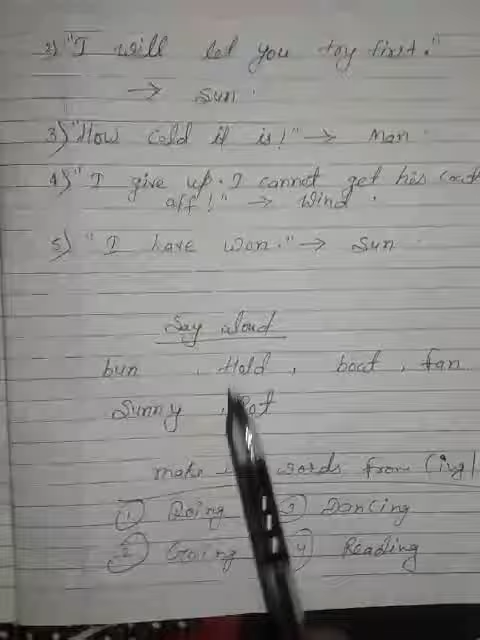 2) "I will let you try first."
→ Sun.
3) "How cold it is!" → Man.
4) "I give up. I cannot get his
off!" → Wind.
5) "I have won." → Sun.
Say aloud
bun , Hold , boat , fan
Sunny ,
make words from (ing)
① Doing ③ Dancing
② Going ④ Reading